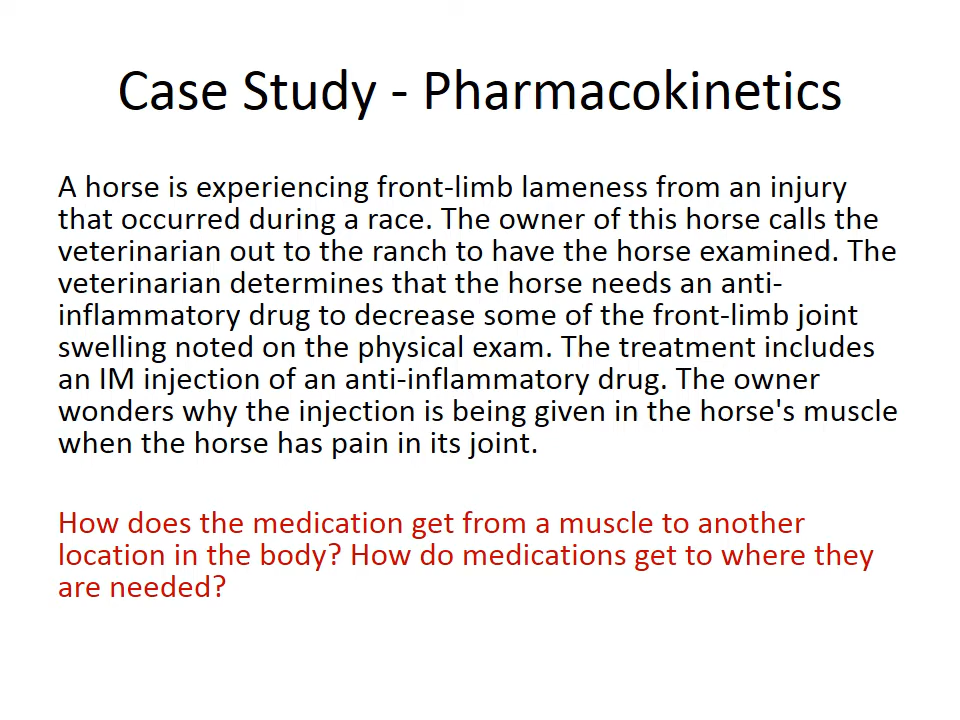 Case Study - Pharmacokinetics
A horse is experiencing front-limb lameness from an injury
that occurred during a race. The owner of this horse calls the
veterinarian out to the ranch to have the horse examined. The
veterinarian determines that the horse needs an anti-
inflammatory drug to decrease some of the front-limb joint
swelling noted on the physical exam. The treatment includes
an IM injection of an anti-inflammatory drug. The owner
wonders why the injection is being given in the horse's muscle
when the horse has pain in its joint.
How does the medication get from a muscle to another
location in the body? How do medications get to where they
are needed?